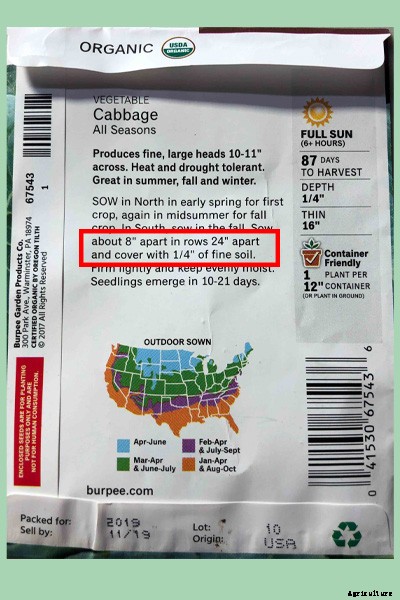 ORGANIC
USDA
ORGANIC
VEGETABLE
Cabbage
All Seasons
Produces fine, large heads 10-11"
across. Heat and drought tolerant.
Great in summer, fall and winter.
SOW in North in early spring for first
crop, again in midsummer for fall
crop. In South, sow in the fall. Sow
about 8" apart in rows 24" apart
and cover with 1/4" of fine soil.
Firm lightly and keep evenly moist.
Seedlings emerge in 10-21 days.
FULL SUN
(6+ HOURS)
87 DAYS
TO HARVEST
DEPTH
1/4"
THIN
16"
Container
Friendly
1 PLANT PER
12" CONTAINER
(OR PLANT IN GROUND)
67543 1
Burpee Garden Products Co.
300 Park Ave, Warminster, PA 18974
CERTIFIED ORGANIC BY OREGON TILTH
© 2017 All Rights Reserved
ENCLOSED SEEDS ARE FOR PLANTING
PURPOSES ONLY AND ARE
NOT FOR HUMAN CONSUMPTION.
OUTDOOR SOWN
Apr-June
Feb-Apr
& July-Sept
Mar-Apr
& June-July
Jan-Apr
& Aug-Oct
burpee.com
0 41530 67543 6
Packed for: 2019
Sell by: 11/19
Lot: 10
Origin: USA
Agriculture